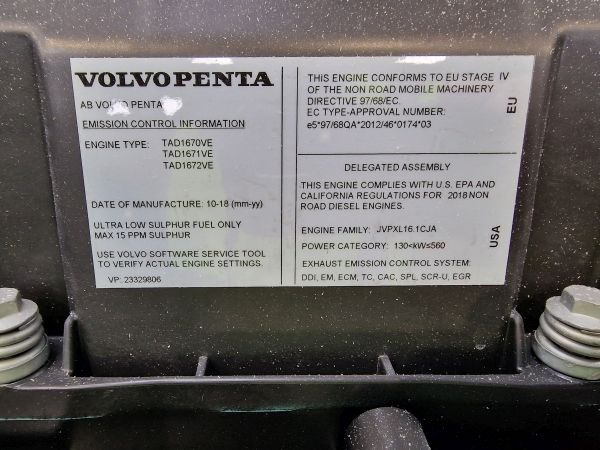 VOLVO PENTA
AB VOLVO PENTA
EMISSION CONTROL INFORMATION
ENGINE TYPE: TAD1670VE
TAD1671VE
TAD1672VE
DATE OF MANUFACTURE: 10-18 (mm-yy)
ULTRA LOW SULPHUR FUEL ONLY
MAX 15 PPM SULPHUR
USE VOLVO SOFTWARE SERVICE TOOL
TO VERIFY ACTUAL ENGINE SETTINGS.
VP: 23329806
THIS ENGINE CONFORMS TO EU STAGE IV
OF THE NON ROAD MOBILE MACHINERY
DIRECTIVE 97/68/EC.
EC TYPE-APPROVAL NUMBER:
e5*97/68QA*2012/46*0174*03
EU
DELEGATED ASSEMBLY
THIS ENGINE COMPLIES WITH U.S. EPA AND
CALIFORNIA REGULATIONS FOR 2018 NON
ROAD DIESEL ENGINES.
ENGINE FAMILY: JVPXL16.1CJA
POWER CATEGORY: 130<kW≤560
EXHAUST EMISSION CONTROL SYSTEM:
DDI, EM, ECM, TC, CAC, SPL, SCR-U, EGR
USA